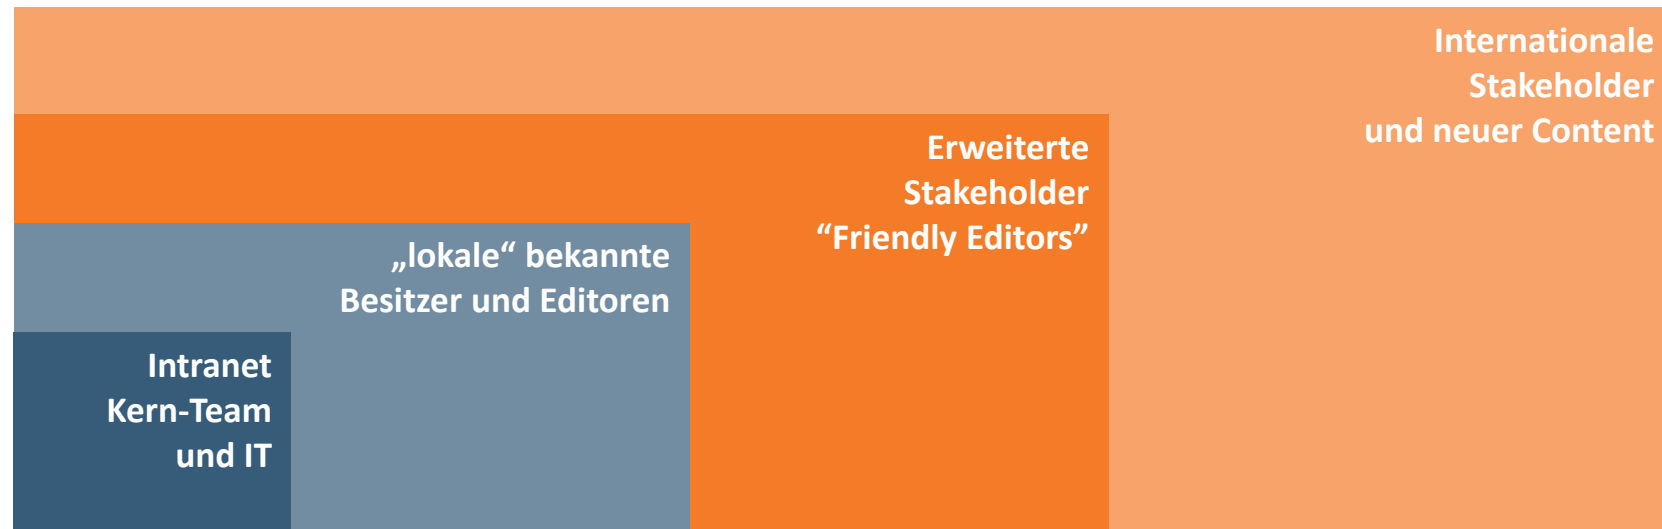 Internationale
Stakeholder
und neuer Content
Erweiterte
Stakeholder
“Friendly Editors”
„lokale“ bekannte
Besitzer und Editoren
Intranet
Kern-Team
und IT